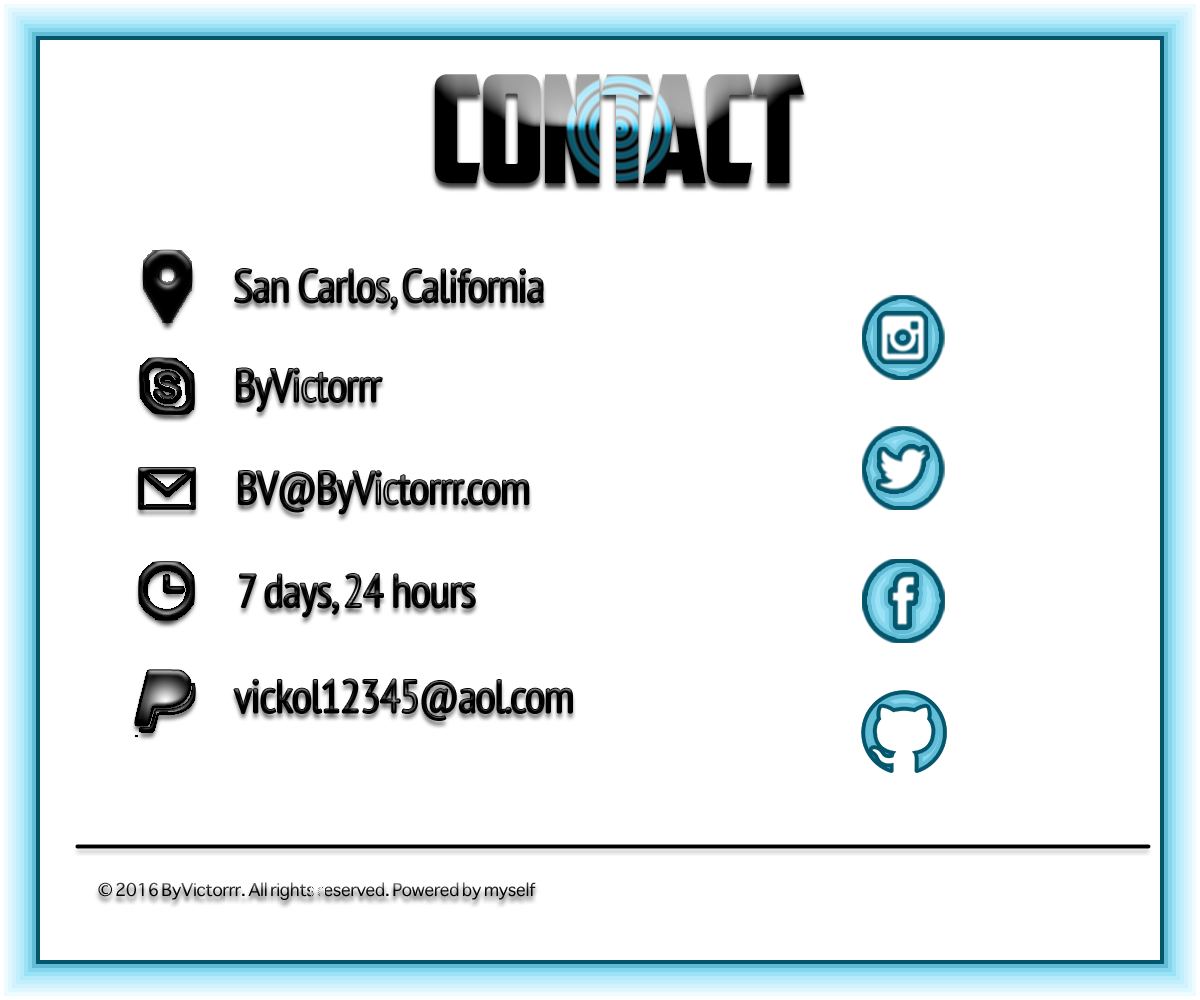 CONTACT
San Carlos, California
ByVictorrr
BV@ByVictorrr.com
7 days, 24 hours
vickol12345@aol.com
© 2016 ByVictorrr. All rights reserved. Powered by myself